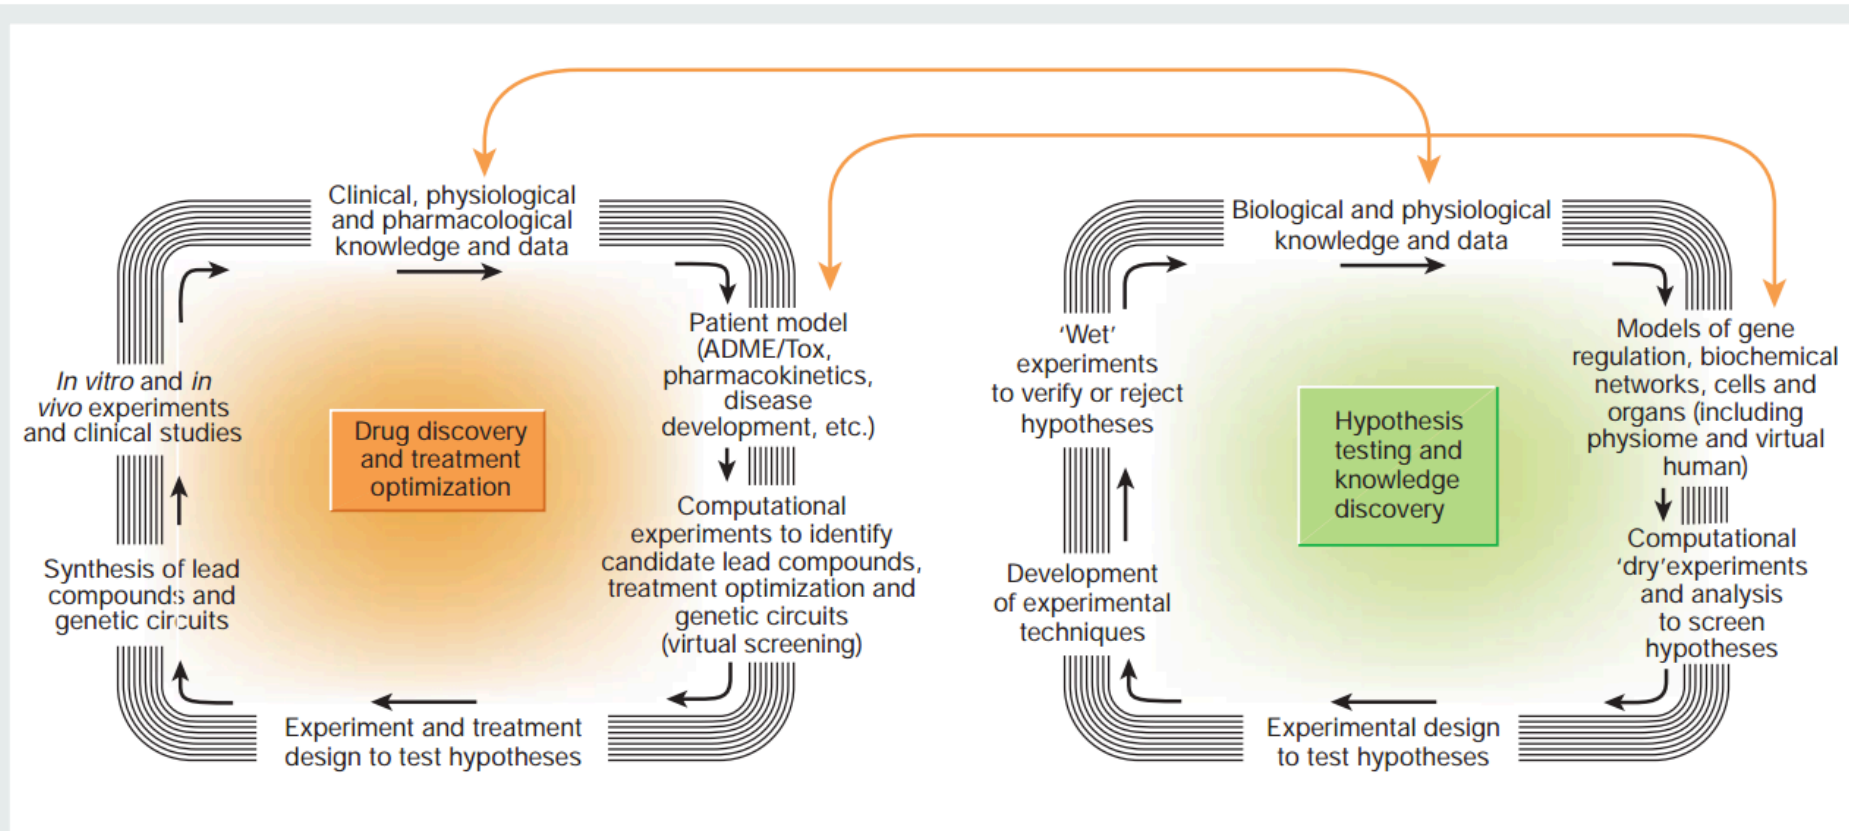 Clinical, physiological
and pharmacological
knowledge and data
Patient model
(ADME/Tox,
pharmacokinetics,
disease
development, etc.)
Computational
experiments to identify
candidate lead compounds,
treatment optimization and
genetic circuits
(virtual screening)
Experiment and treatment
design to test hypotheses
Synthesis of lead
compounds and
genetic circuits
In vitro and in
vivo experiments
and clinical studies
Drug discovery
and treatment
optimization
Biological and physiological
knowledge and data
Models of gene
regulation, biochemical
networks, cells and
organs (including
physiome and virtual
human)
Computational
‘dry’experiments
and analysis
to screen
hypotheses
Experimental design
to test hypotheses
Development
of experimental
techniques
‘Wet’
experiments
to verify or reject
hypotheses
Hypothesis
testing and
knowledge
discovery